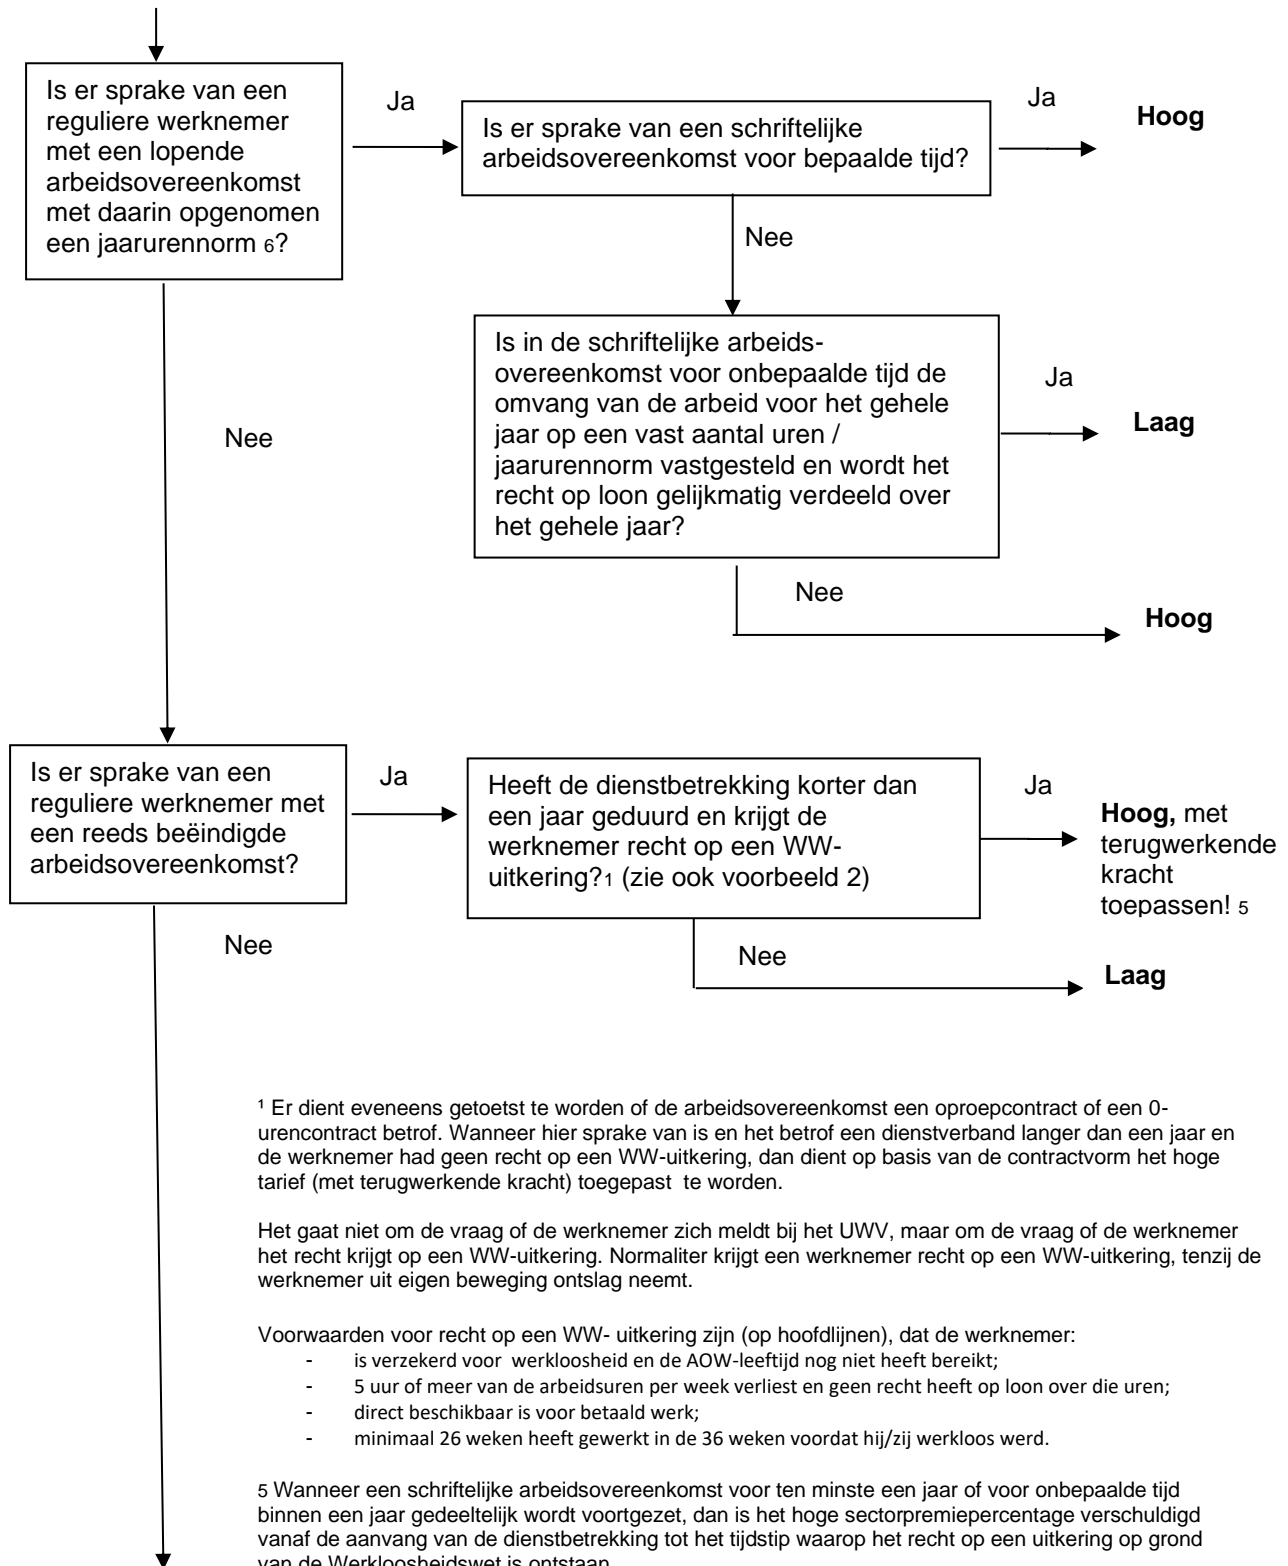 Is er sprake van een
reguliere werknemer
met een lopende
arbeidsovereenkomst
met daarin opgenomen
een jaarurennorm 6?
Ja
Is er sprake van een schriftelijke
arbeidsovereenkomst voor bepaalde tijd?
Ja
Hoog
Nee
Is in de schriftelijke arbeids-
overeenkomst voor onbepaalde tijd de
omvang van de arbeid voor het gehele
jaar op een vast aantal uren /
jaarurennorm vastgesteld en wordt het
recht op loon gelijkmatig verdeeld over
het gehele jaar?
Ja
Laag
Nee
Hoog
Nee
Is er sprake van een
reguliere werknemer met
een reeds beëindigde
arbeidsovereenkomst?
Ja
Heeft de dienstbetrekking korter dan
een jaar geduurd en krijgt de
werknemer recht op een WW-
uitkering?1 (zie ook voorbeeld 2)
Ja
Hoog, met
terugwerkende
kracht
toepassen! 5
Nee
Laag
Nee
¹ Er dient eveneens getoetst te worden of de arbeidsovereenkomst een oproepcontract of een 0-
urencontract betrof. Wanneer hier sprake van is en het betrof een dienstverband langer dan een jaar en
de werknemer had geen recht op een WW-uitkering, dan dient op basis van de contractvorm het hoge
tarief (met terugwerkende kracht) toegepast te worden.
Het gaat niet om de vraag of de werknemer zich meldt bij het UWV, maar om de vraag of de werknemer
het recht krijgt op een WW-uitkering. Normaliter krijgt een werknemer recht op een WW-uitkering, tenzij de
werknemer uit eigen beweging ontslag neemt.
Voorwaarden voor recht op een WW- uitkering zijn (op hoofdlijnen), dat de werknemer:
- is verzekerd voor werkloosheid en de AOW-leeftijd nog niet heeft bereikt;
- 5 uur of meer van de arbeidsuren per week verliest en geen recht heeft op loon over die uren;
- direct beschikbaar is voor betaald werk;
- minimaal 26 weken heeft gewerkt in de 36 weken voordat hij/zij werkloos werd.
5 Wanneer een schriftelijke arbeidsovereenkomst voor ten minste een jaar of voor onbepaalde tijd
binnen een jaar gedeeltelijk wordt voortgezet, dan is het hoge sectorpremiepercentage verschuldigd
vanaf de aanvang van de dienstbetrekking tot het tijdstip waarop het recht op een uitkering op grond
van de Werkloosheidswet is ontstaan